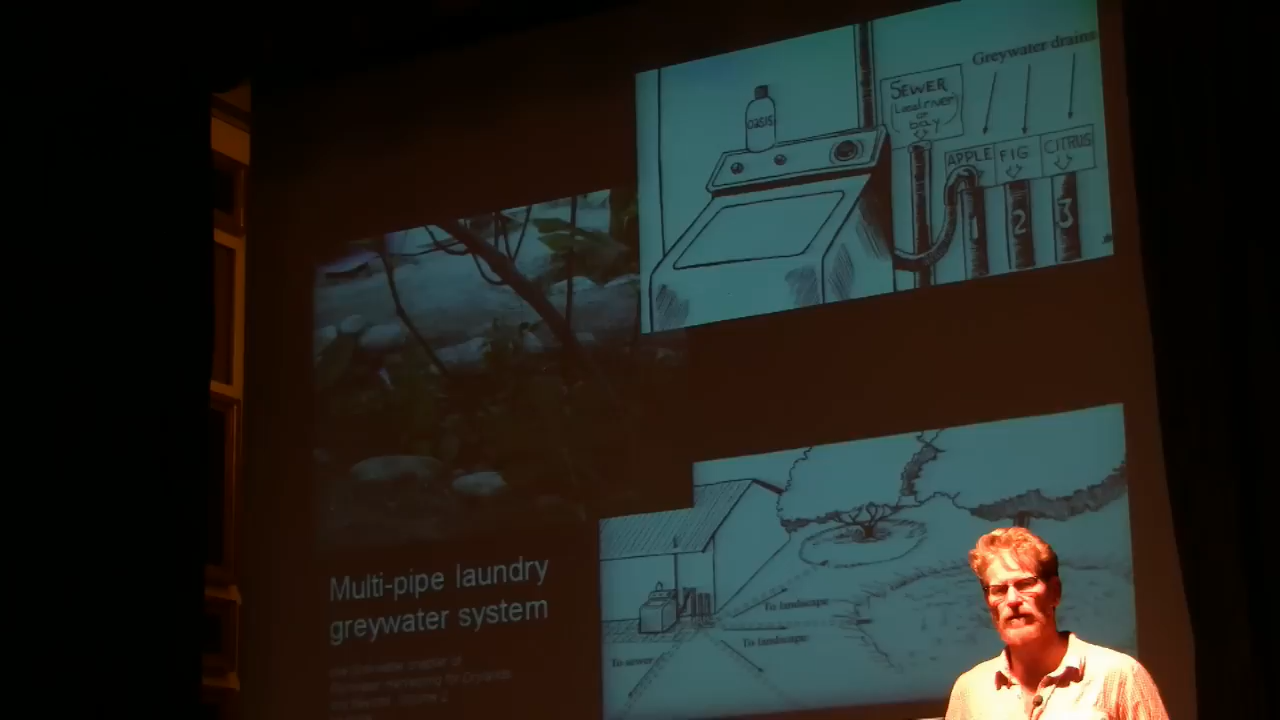 Greywater drains
SEWER
(Local river
or
bay)
oasis
APPLE
FIG
CITRUS
1
2
3
Multi-pipe laundry
greywater system
To landscape
To landscape
To sewer